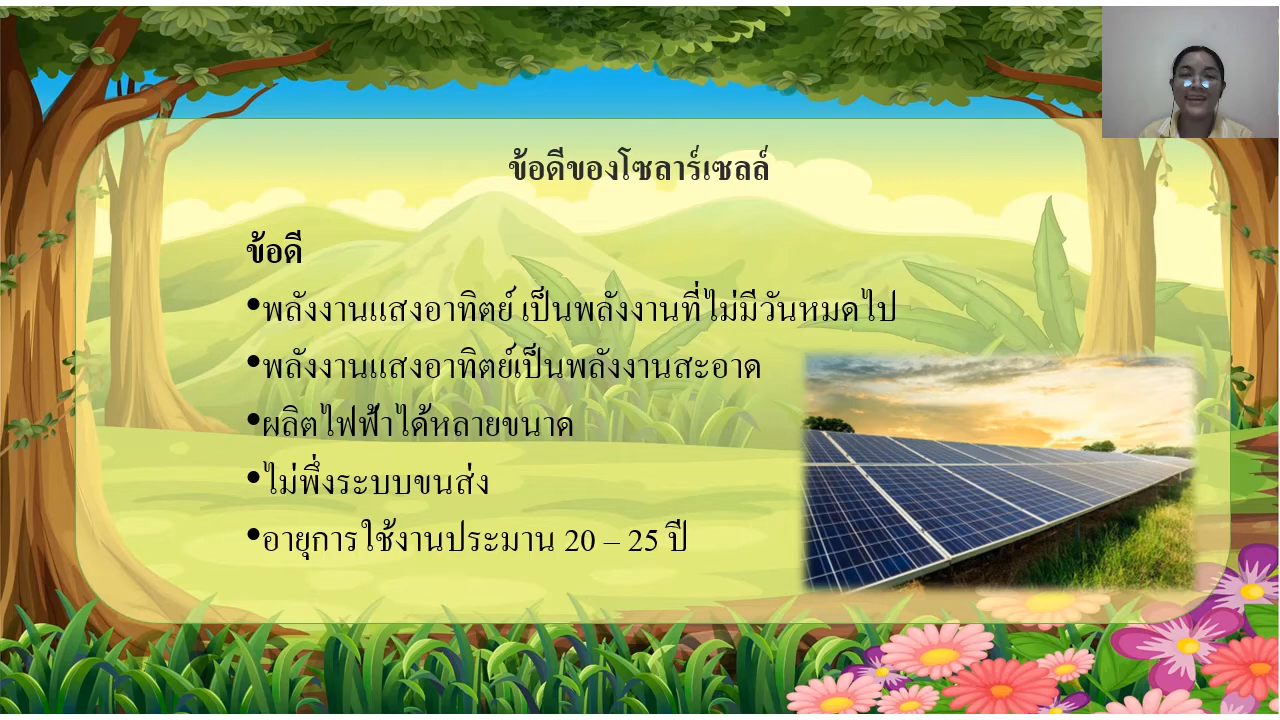 ข้อดีของโซลาร์เซลล์
ข้อดี
•พลังงานแสงอาทิตย์ เป็นพลังงานที่ไม่มีวันหมดไป
•พลังงานแสงอาทิตย์เป็นพลังงานสะอาด
•ผลิตไฟฟ้าได้หลายขนาด
•ไม่พึ่งระบบขนส่ง
•อายุการใช้งานประมาน 20 – 25 ปี